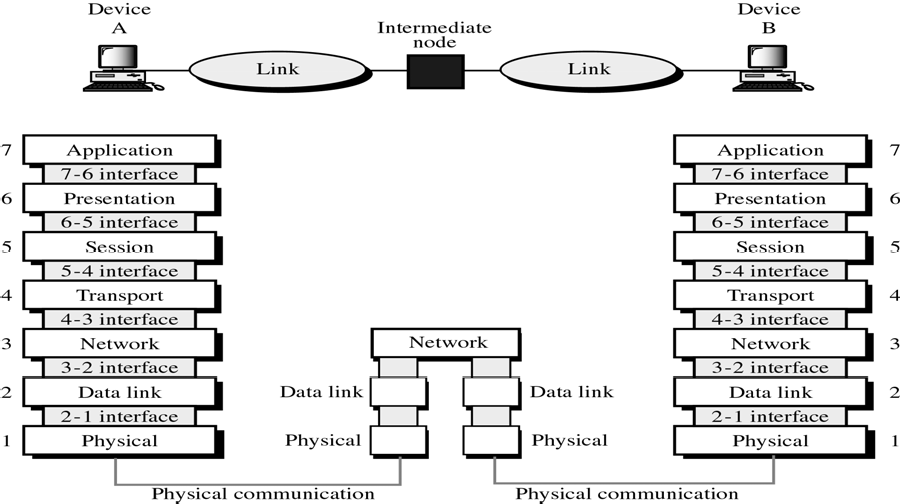 Device
A
Intermediate
node
Device
B
Link
Link
7 Application
7-6 interface
6 Presentation
6-5 interface
5 Session
5-4 interface
4 Transport
4-3 interface
3 Network
3-2 interface
2 Data link
2-1 interface
1 Physical
Network
Data link
Data link
Physical
Physical
Application 7
7-6 interface
Presentation 6
6-5 interface
Session 5
5-4 interface
Transport 4
4-3 interface
Network 3
3-2 interface
Data link 2
2-1 interface
Physical 1
Physical communication
Physical communication